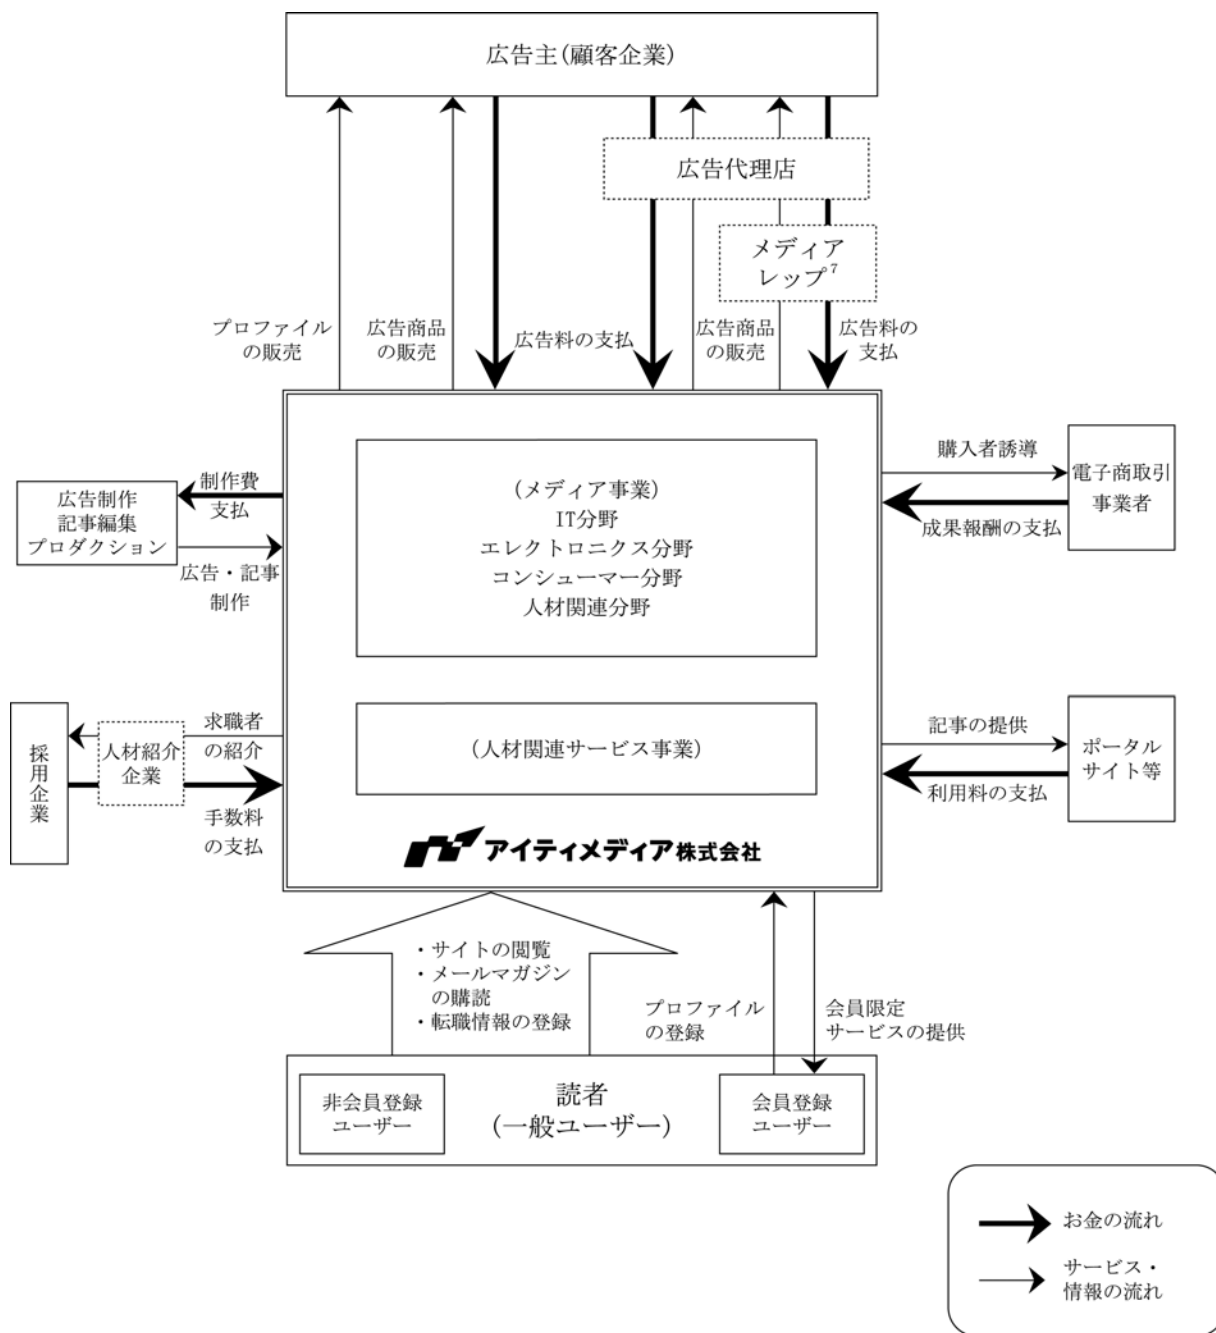 広告主(顧客企業)
広告代理店
メディア
レップ7
プロファイル
の販売
広告商品
の販売
広告料の支払
広告商品
の販売
広告料の
支払
制作費
支払
広告制作
記事編集
プロダクション
広告・記事
制作
(メディア事業)
IT分野
エレクトロニクス分野
コンシューマー分野
人材関連分野
購入者誘導
電子商取引
事業者
成果報酬の支払
採用企業
人材紹介
企業
求職者
の紹介
手数料
の支払
(人材関連サービス事業)
アイティメディア株式会社
記事の提供
ポータル
サイト等
利用料の支払
・サイトの閲覧
・メールマガジン
の購読
・転職情報の登録
プロファイル
の登録
会員限定
サービスの提供
非会員登録
ユーザー
読者
(一般ユーザー)
会員登録
ユーザー
お金の流れ
サービス・
情報の流れ